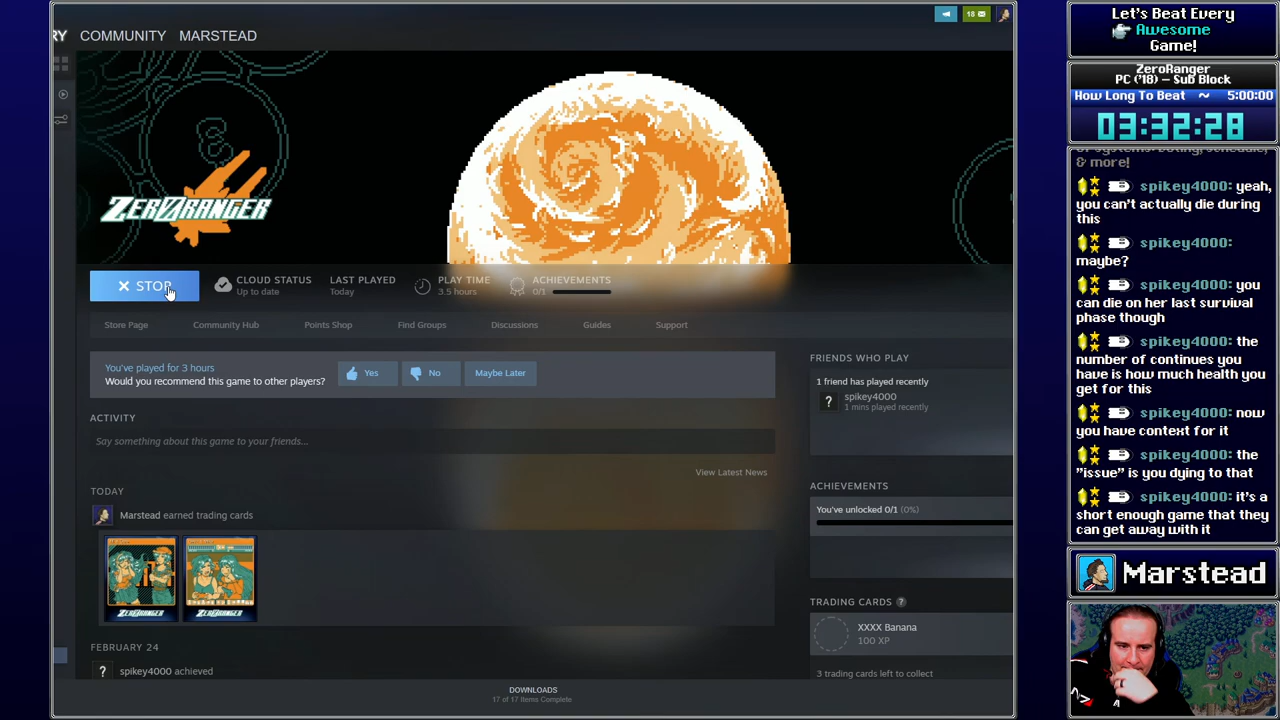 RY COMMUNITY MARSTEAD
18
ZERORANGER
STOP
CLOUD STATUS
Up to date
LAST PLAYED
Today
PLAY TIME
3.5 hours
ACHIEVEMENTS
0/1
Store Page
Community Hub
Points Shop
Find Groups
Discussions
Guides
Support
You've played for 3 hours
Would you recommend this game to other players?
Yes
No
Maybe Later
ACTIVITY
Say something about this game to your friends...
View Latest News
TODAY
Marstead earned trading cards
ZERORANGER
ZERORANGER
FEBRUARY 24
? spikey4000 achieved
FRIENDS WHO PLAY
1 friend has played recently
? spikey4000
1 mins played recently
ACHIEVEMENTS
You've unlocked 0/1 (0%)
TRADING CARDS ?
XXXX Banana
100 XP
3 trading cards left to collect
DOWNLOADS
17 of 17 Items Complete
Let's Beat Every
Awesome
Game!
ZeroRanger
PC ('18) – Sub Block
How Long To Beat ~ 5:00:00
03:32:28
& more!
spikey4000: yeah,
you can't actually die during
this
spikey4000:
maybe?
spikey4000: you
can die on her last survival
phase though
spikey4000: the
number of continues you
have is how much health you
get for this
spikey4000: now
you have context for it
spikey4000: the
"issue" is you dying to that
spikey4000: it's a
short enough game that they
can get away with it
Marstead